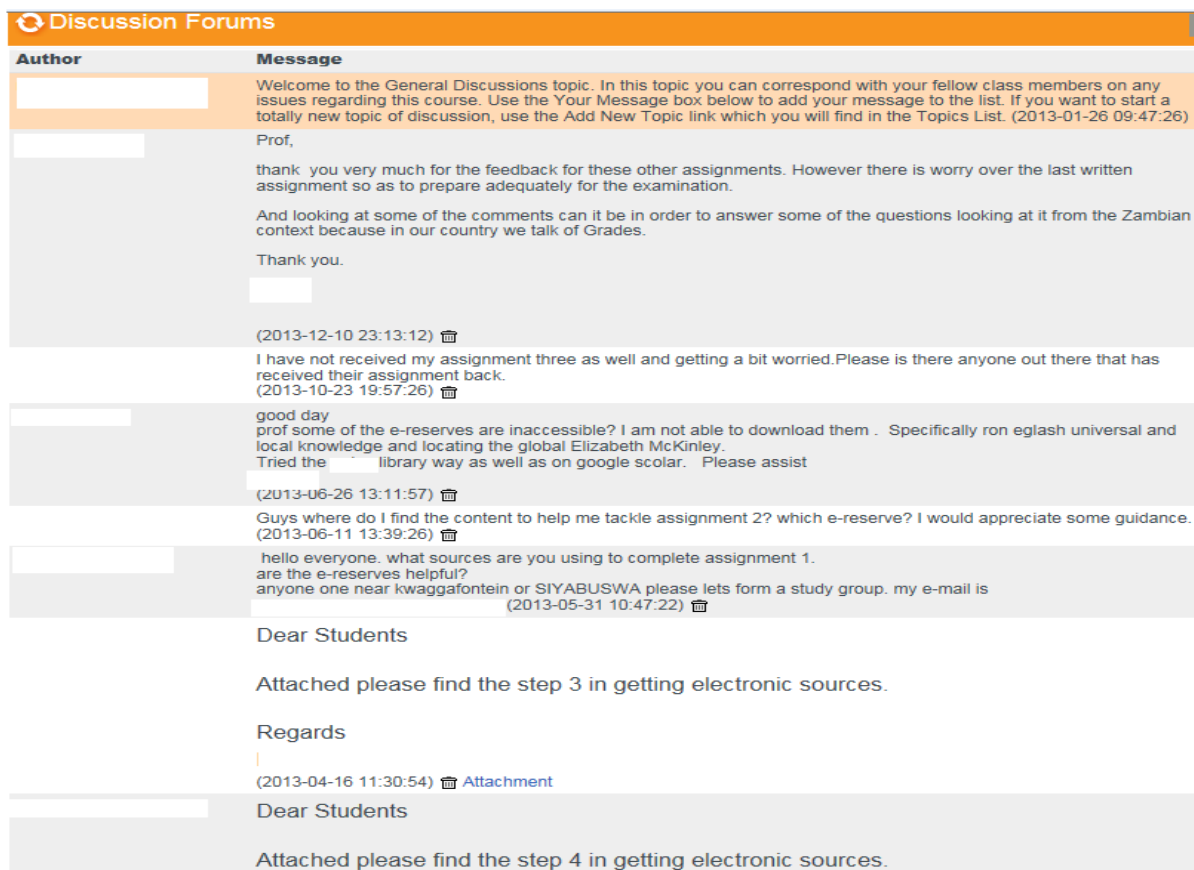 Discussion Forums
Author Message
Welcome to the General Discussions topic. In this topic you can correspond with your fellow class members on any
issues regarding this course. Use the Your Message box below to add your message to the list. If you want to start a
totally new topic of discussion, use the Add New Topic link which you will find in the Topics List. (2013-01-26 09:47:26)
Prof,
thank you very much for the feedback for these other assignments. However there is worry over the last written
assignment so as to prepare adequately for the examination.
And looking at some of the comments can it be in order to answer some of the questions looking at it from the Zambian
context because in our country we talk of Grades.
Thank you.
(2013-12-10 23:13:12)
I have not received my assignment three as well and getting a bit worried.Please is there anyone out there that has
received their assignment back.
(2013-10-23 19:57:26)
good day
prof some of the e-reserves are inaccessible? I am not able to download them . Specifically ron eglash universal and
local knowledge and locating the global Elizabeth McKinley.
Tried the library way as well as on google scolar. Please assist
(2013-06-26 13:11:57)
Guys where do I find the content to help me tackle assignment 2? which e-reserve? I would appreciate some guidance.
(2013-06-11 13:39:26)
hello everyone. what sources are you using to complete assignment 1.
are the e-reserves helpful?
anyone one near kwaggafontein or SIYABUSWA please lets form a study group. my e-mail is
(2013-05-31 10:47:22)
Dear Students
Attached please find the step 3 in getting electronic sources.
Regards
(2013-04-16 11:30:54) Attachment
Dear Students
Attached please find the step 4 in getting electronic sources.